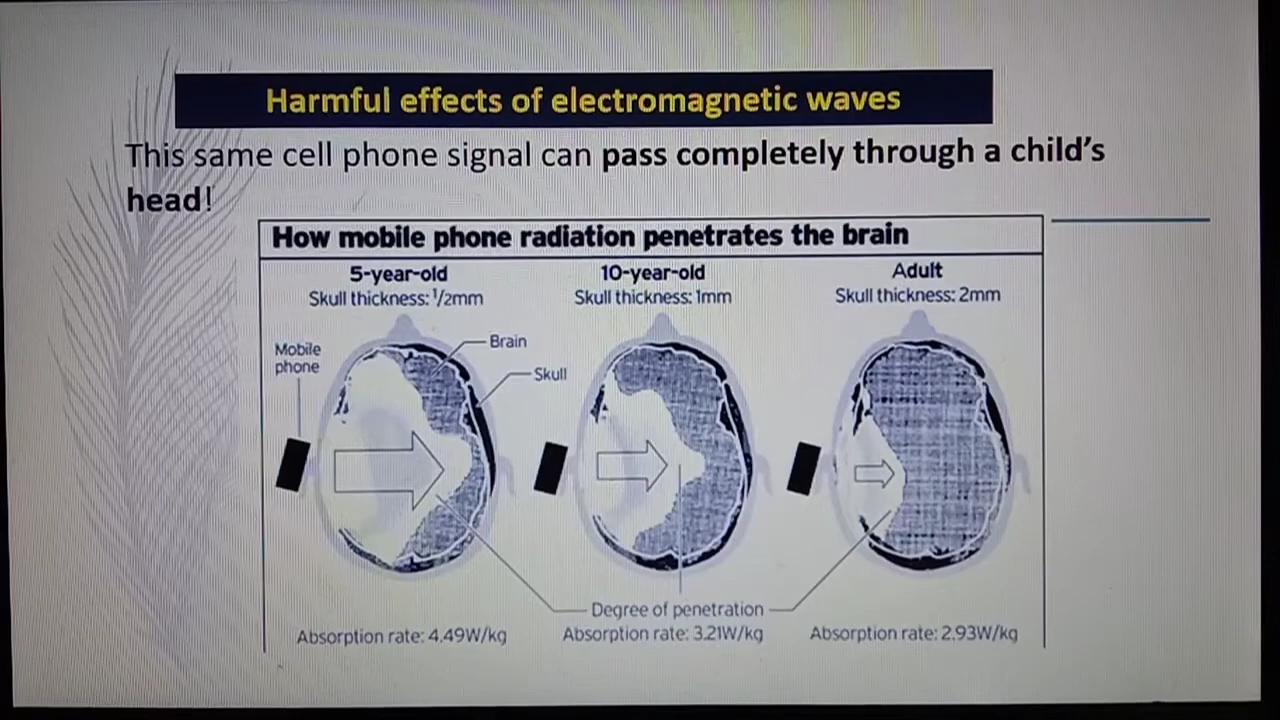 Harmful effects of electromagnetic waves
This same cell phone signal can pass completely through a child's
head!
How mobile phone radiation penetrates the brain
5-year-old
Skull thickness: 1/2mm
10-year-old
Skull thickness: 1mm
Adult
Skull thickness: 2mm
Mobile
phone
Brain
Skull
Degree of penetration
Absorption rate: 4.49W/kg
Absorption rate: 3.21W/kg
Absorption rate: 2.93W/kg